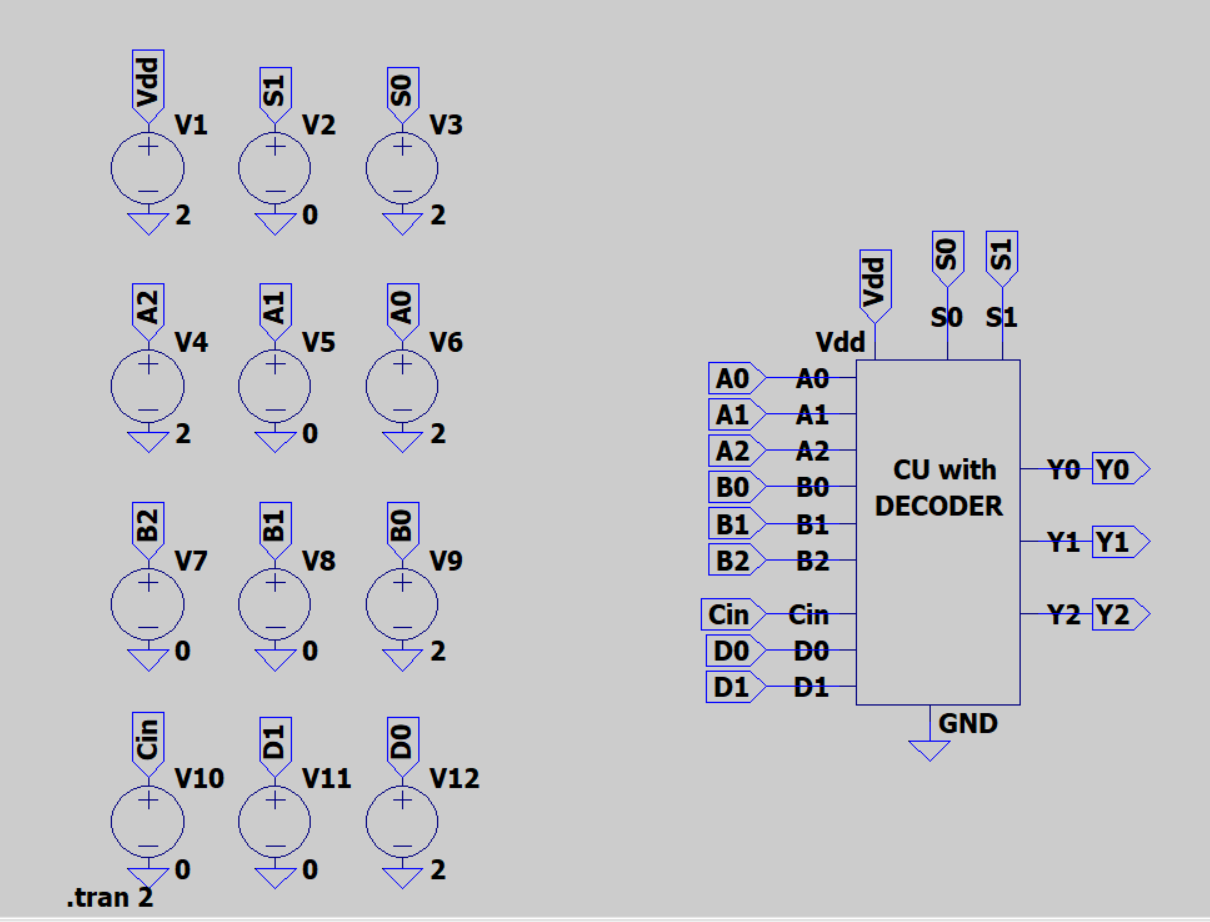 Vdd S1 S0
V1 V2 V3
2 0 2
A2 A1 A0
V4 V5 V6
2 0 2
B2 B1 B0
V7 V8 V9
0 0 2
Cin D1 D0
V10 V11 V12
0 0 2
.tran 2
Vdd S0 S1
S0 S1
Vdd
A0 A0
A1 A1
A2 A2
B0 B0
B1 B1
B2 B2
Cin Cin
D0 D0
D1 D1
CU with
DECODER
Y0 Y0
Y1 Y1
Y2 Y2
GND